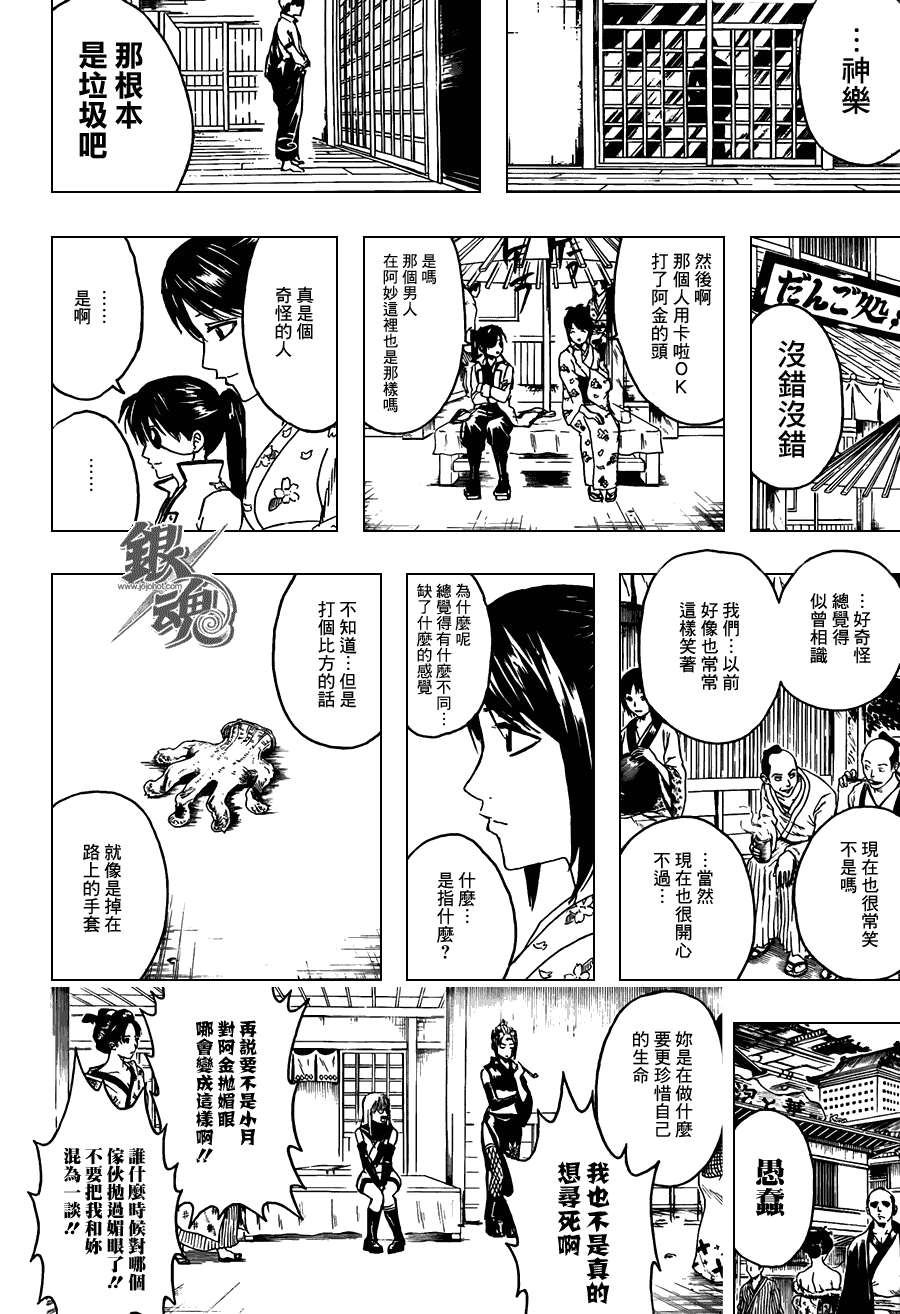 …神樂
那根本
是垃圾吧
だんご処
沒錯沒錯
然後啊
那個人用卡啦OK
打了阿金的頭
是嗎
那個男人
在阿妙這裡也是那樣嗎
真是個
奇怪的人
………
是啊
……
…好奇怪
總覺得
似曾相識
我們…以前
好像也常常
這樣笑著
現在也很常笑
不是嗎
…當然
現在也很開心
不過…
為什麼呢
總覺得有什麼不同…
缺了什麼的感覺
什麼…
是指什麼?
不知道…但是
打個比方的話
就像是掉在
路上的手套
銀魂
www.jojohot.com
愚蠢
妳是在做什麼
要更珍惜自己
的生命
我也不是真的
想尋死啊
再說要不是小月
對阿金拋媚眼
哪會變成這樣啊!!
誰什麼時候對哪個
傢伙拋過媚眼了!!
不要把我和妳
混為一談!!